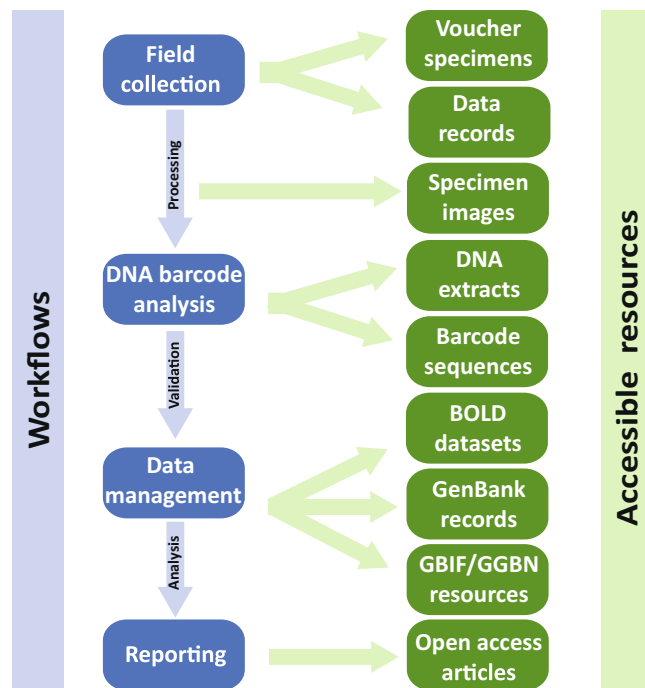 Workflows
Field
collection
Processing
DNA barcode
analysis
Validation
Data
management
Analysis
Reporting
Voucher
specimens
Data
records
Specimen
images
DNA
extracts
Barcode
sequences
BOLD
datasets
GenBank
records
GBIF/GGBN
resources
Open access
articles
Accessible resources